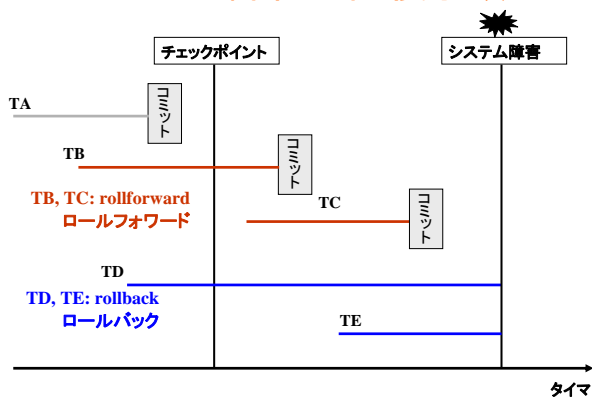 チェックポイント
システム障害
TA
コミット
TB
コミット
TB, TC: rollforward
ロールフォワード
TC
コミット
TD
TD, TE: rollback
ロールバック
TE
タイマ